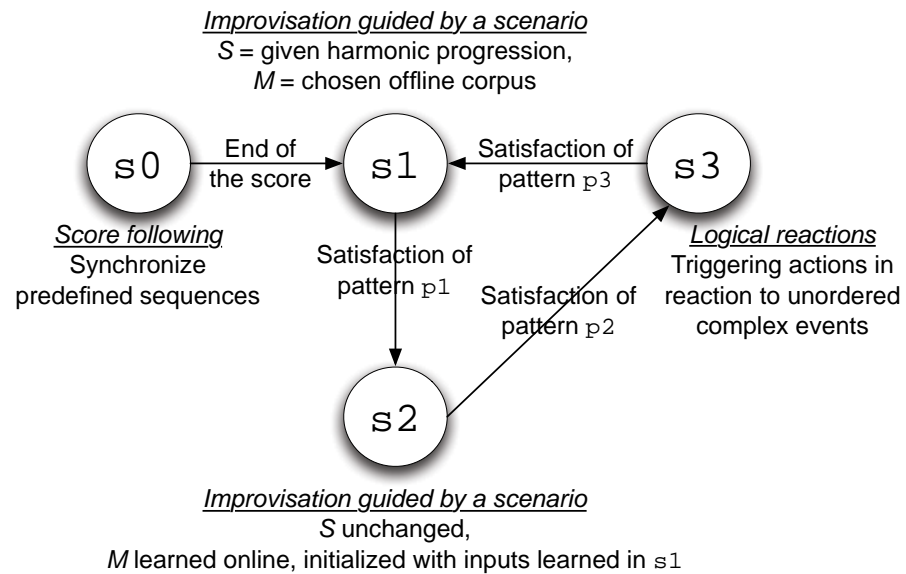 Improvisation guided by a scenario
S = given harmonic progression,
M = chosen offline corpus
s0
End of
the score
s1
Satisfaction of
pattern p3
s3
Score following
Synchronize
predefined sequences
Satisfaction of
pattern p1
Satisfaction of
pattern p2
Logical reactions
Triggering actions in
reaction to unordered
complex events
s2
Improvisation guided by a scenario
S unchanged,
M learned online, initialized with inputs learned in s1